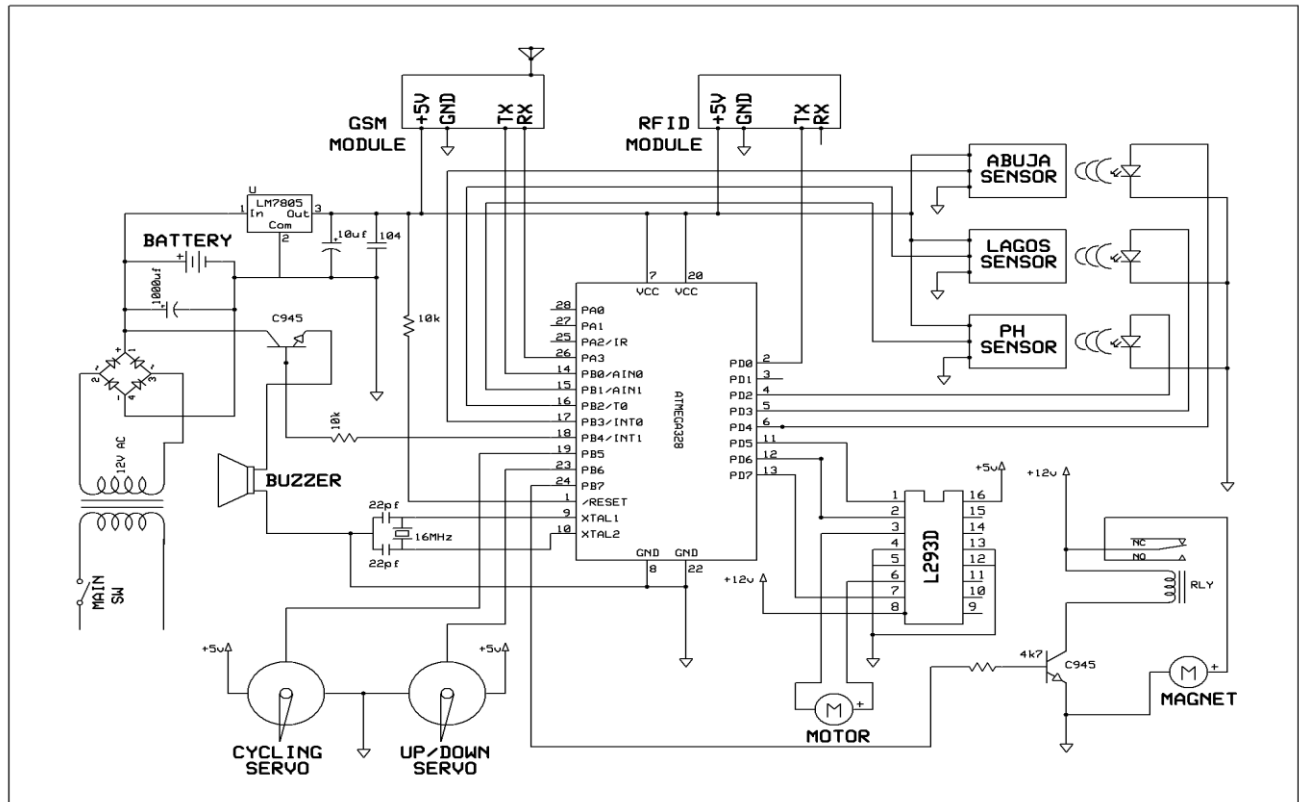 GSM
MODULE
+5V
GND
TX
RX
RFID
MODULE
+5V
GND
TX
RX
ABUJA
SENSOR
LAGOS
SENSOR
PH
SENSOR
U
LM7805
1
In
Out
3
Com
2
10uf
104
BATTERY
+
1000uf
+
C945
10k
+
1
2
3
4
-
~
~
12V AC
10k
BUZZER
MAIN
SW
22pf
16MHz
22pf
7
20
VCC
VCC
28 PA0
27 PA1
25 PA2/IR
26 PA3
14 PB0/AIN0
15 PB1/AIN1
16 PB2/T0
17 PB3/INT0
18 PB4/INT1
19 PB5
23 PB6
24 PB7
1 /RESET
9 XTAL1
10 XTAL2
ATMEGA328
PD0 2
PD1 3
PD2 4
PD3 5
PD4 6
PD5 11
PD6 12
PD7 13
GND
GND
8
22
+5v
+5v
CYCLING
SERVO
UP/DOWN
SERVO
+12v
+5v
1
2
3
4
5
6
7
8
L293D
16
15
14
13
12
11
10
9
M
+
MOTOR
+12v
NC
NO
RLY
4k7
C945
M
+
MAGNET